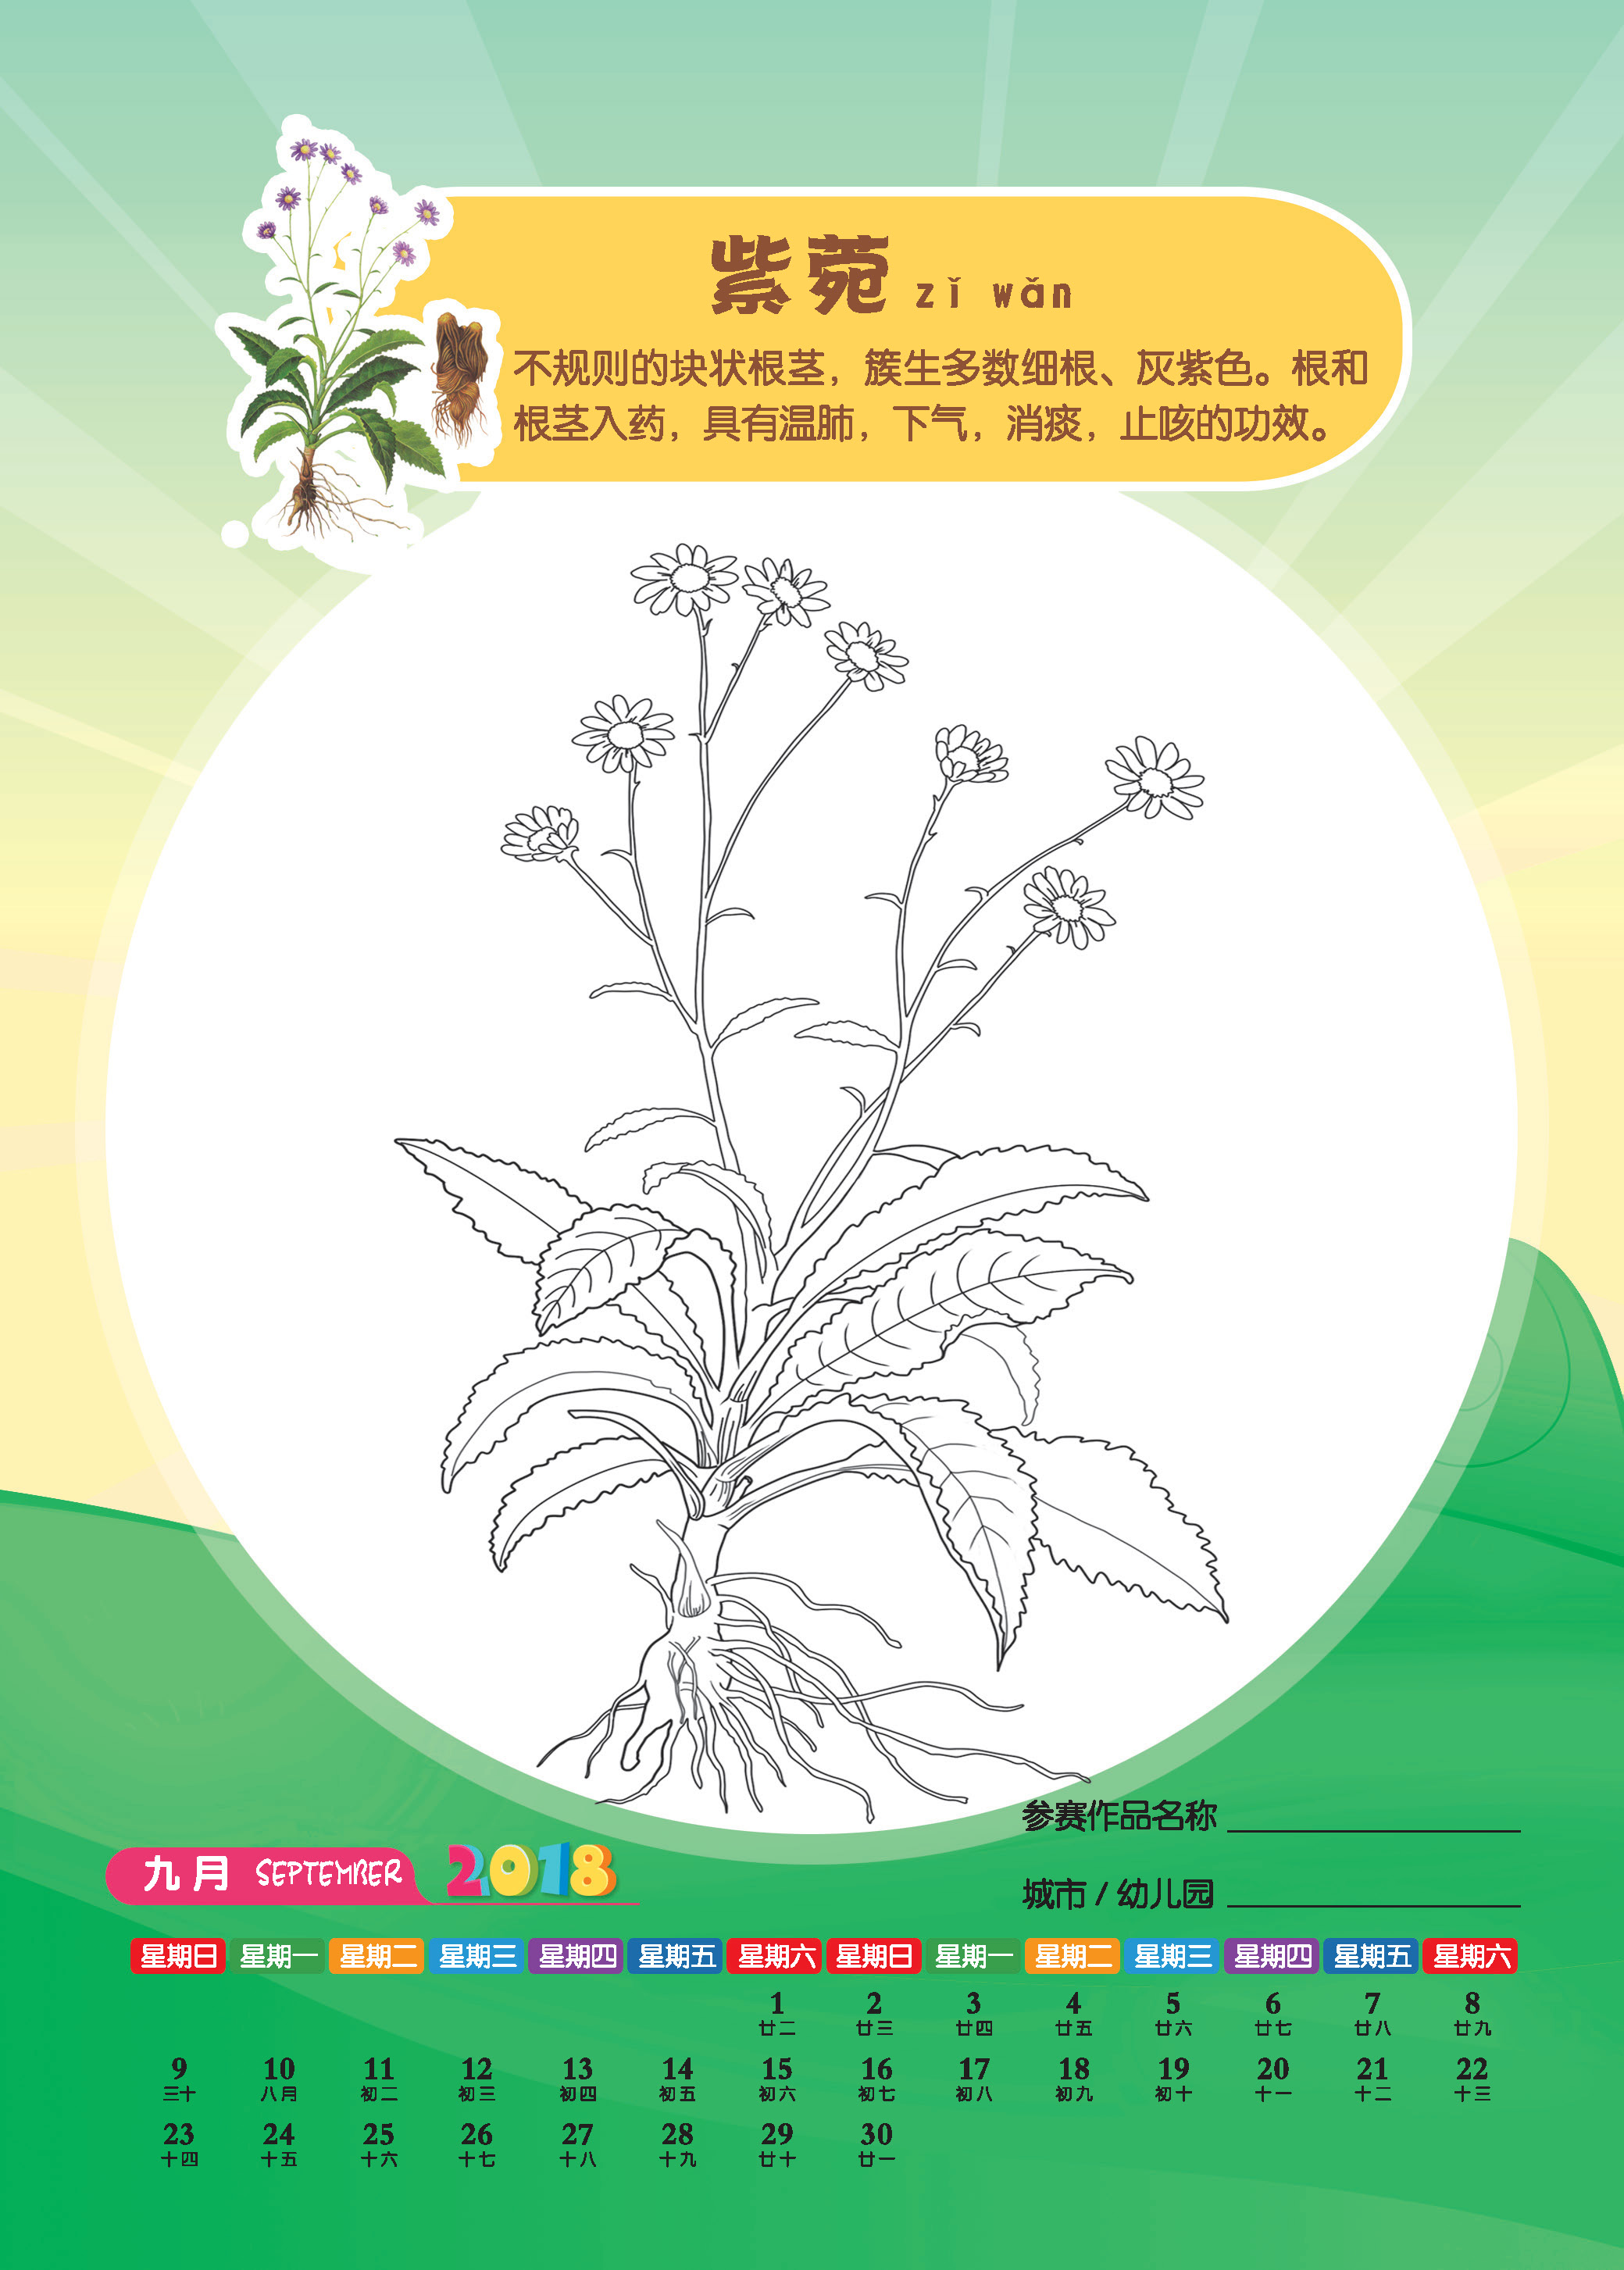 紫菀 zǐ wǎn
不规则的块状根茎，簇生多数细根、灰紫色。根和
根茎入药，具有温肺，下气，消痰，止咳的功效。
参赛作品名称
城市 / 幼儿园
九月 SEPTEMBER 2018
星期日 星期一 星期二 星期三 星期四 星期五 星期六 星期日 星期一 星期二 星期三 星期四 星期五 星期六
1 2 3 4 5 6 7 8
廿二 廿三 廿四 廿五 廿六 廿七 廿八 廿九
9 10 11 12 13 14 15 16 17 18 19 20 21 22
三十 八月 初二 初三 初四 初五 初六 初七 初八 初九 初十 十一 十二 十三
23 24 25 26 27 28 29 30
十四 十五 十六 十七 十八 十九 廿十 廿一